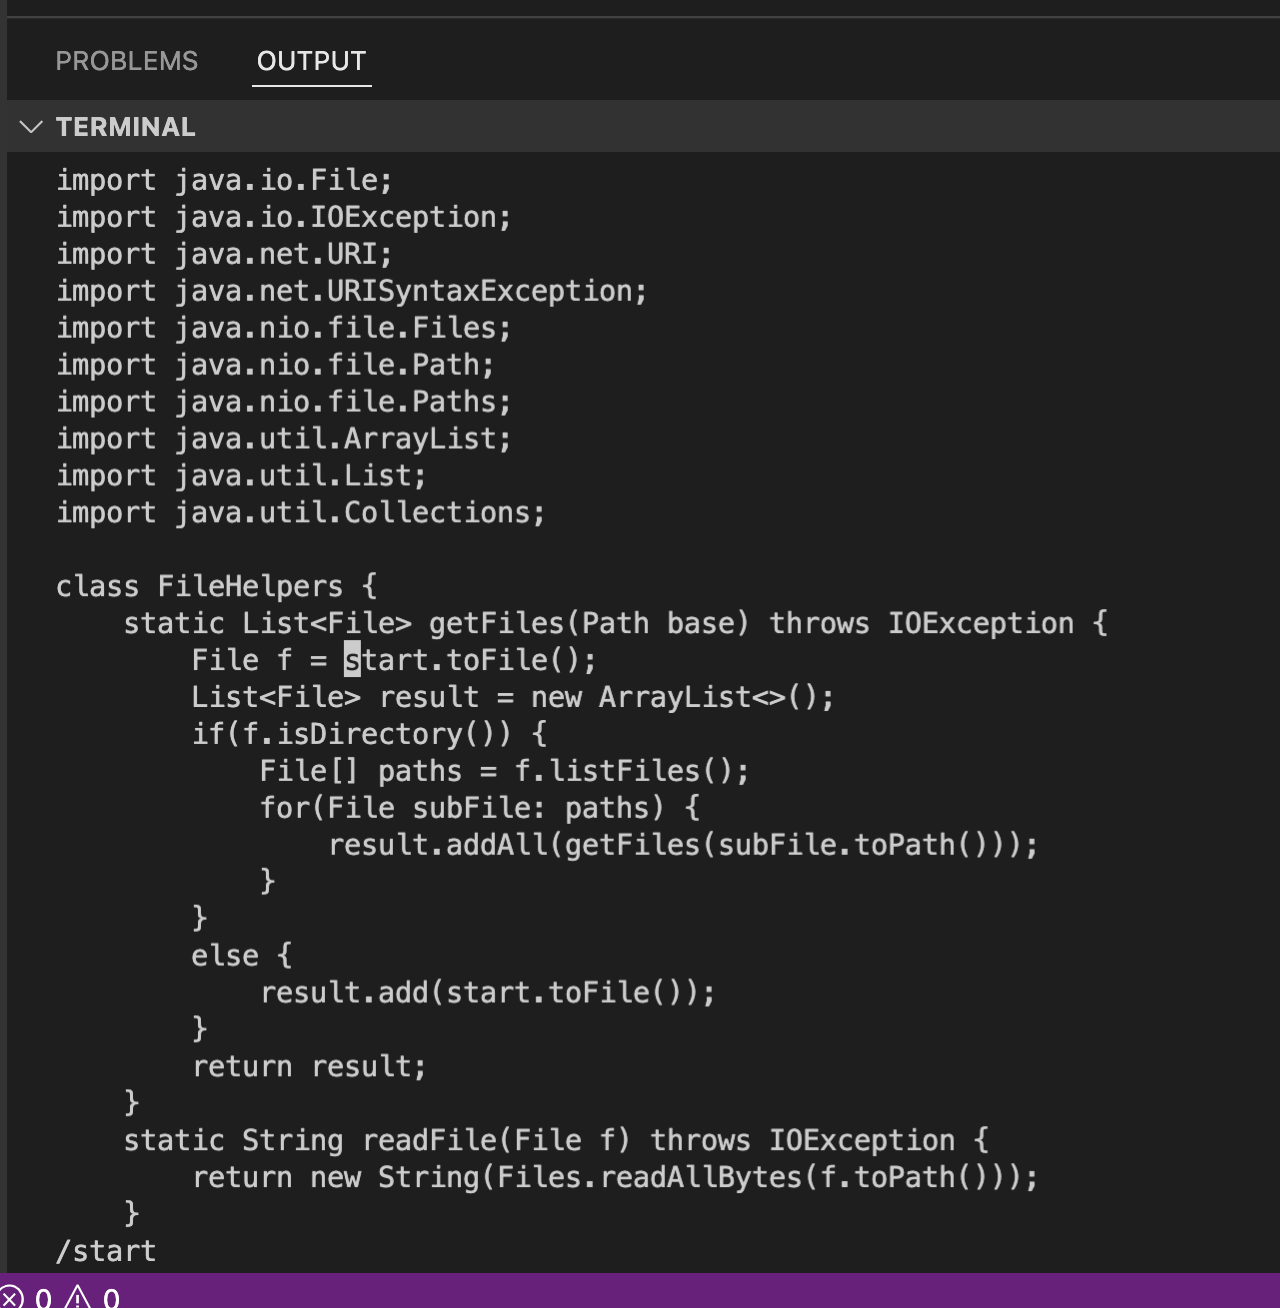 PROBLEMS OUTPUT
TERMINAL
import java.io.File;
import java.io.IOException;
import java.net.URI;
import java.net.URISyntaxException;
import java.nio.file.Files;
import java.nio.file.Path;
import java.nio.file.Paths;
import java.util.ArrayList;
import java.util.List;
import java.util.Collections;

class FileHelpers {
    static List<File> getFiles(Path base) throws IOException {
        File f = start.toFile();
        List<File> result = new ArrayList<>();
        if(f.isDirectory()) {
            File[] paths = f.listFiles();
            for(File subFile: paths) {
                result.addAll(getFiles(subFile.toPath()));
            }
        }
        else {
            result.add(start.toFile());
        }
        return result;
    }
    static String readFile(File f) throws IOException {
        return new String(Files.readAllBytes(f.toPath()));
    }
/start
0 0